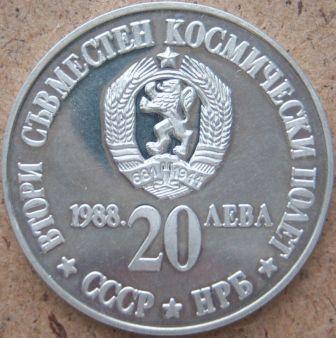 ВТОРИ СЪВМЕСТЕН КОСМИЧЕСКИ ПОЛЕТ
681 1944
1988. 20 ЛЕВА
СССР ★ НРБ